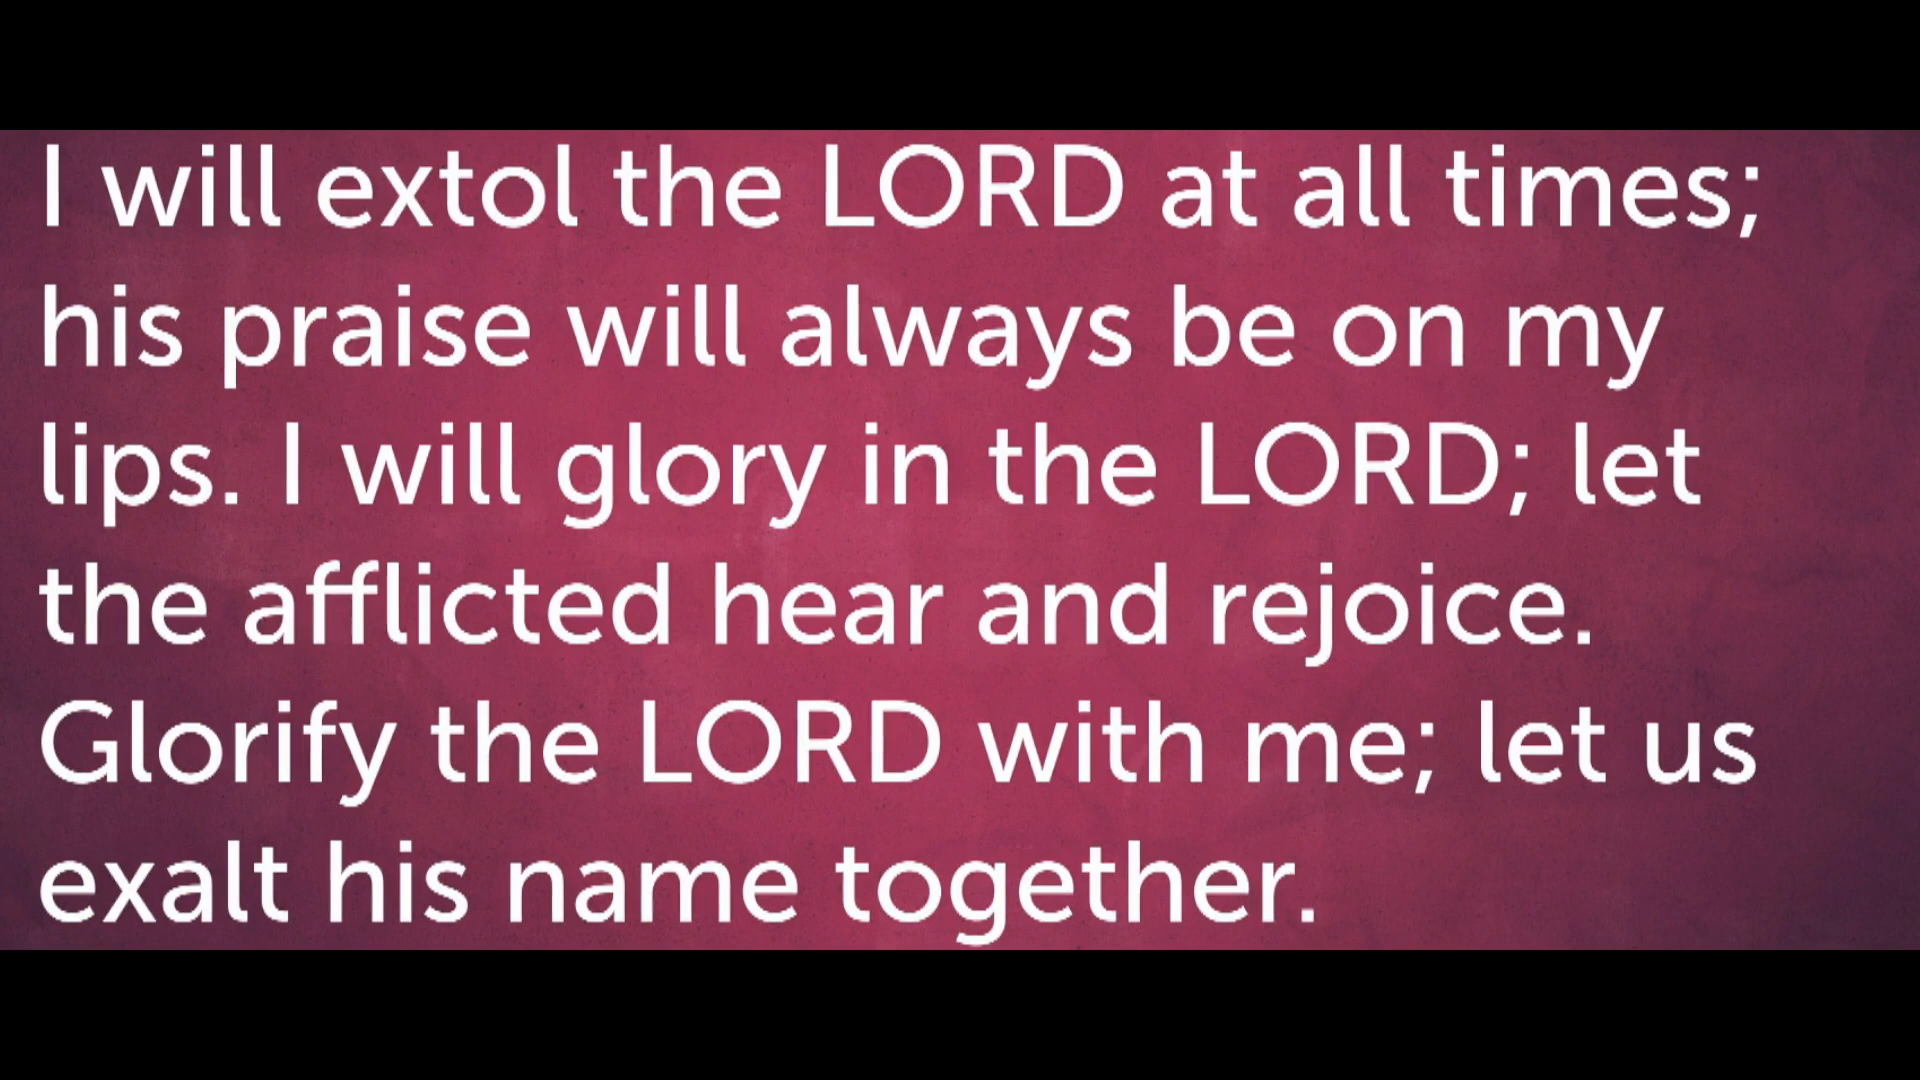 I will extol the LORD at all times;
his praise will always be on my
lips. I will glory in the LORD; let
the afflicted hear and rejoice.
Glorify the LORD with me; let us
exalt his name together.